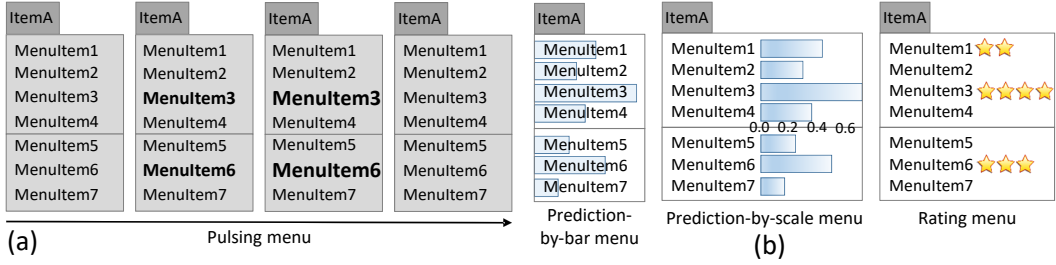 ItemA
MenuItem1
MenuItem2
MenuItem3
MenuItem4
MenuItem5
MenuItem6
MenuItem7
ItemA
MenuItem1
MenuItem2
MenuItem3
MenuItem4
MenuItem5
MenuItem6
MenuItem7
ItemA
MenuItem1
MenuItem2
MenuItem3
MenuItem4
MenuItem5
MenuItem6
MenuItem7
ItemA
MenuItem1
MenuItem2
MenuItem3
MenuItem4
MenuItem5
MenuItem6
MenuItem7
(a)
Pulsing menu
ItemA
MenuItem1
MenuItem2
MenuItem3
MenuItem4
MenuItem5
MenuItem6
MenuItem7
Prediction-
by-bar menu
ItemA
MenuItem1
MenuItem2
MenuItem3
MenuItem4
0.0 0.2 0.4 0.6
MenuItem5
MenuItem6
MenuItem7
Prediction-by-scale menu
(b)
ItemA
MenuItem1
MenuItem2
MenuItem3
MenuItem4
MenuItem5
MenuItem6
MenuItem7
Rating menu